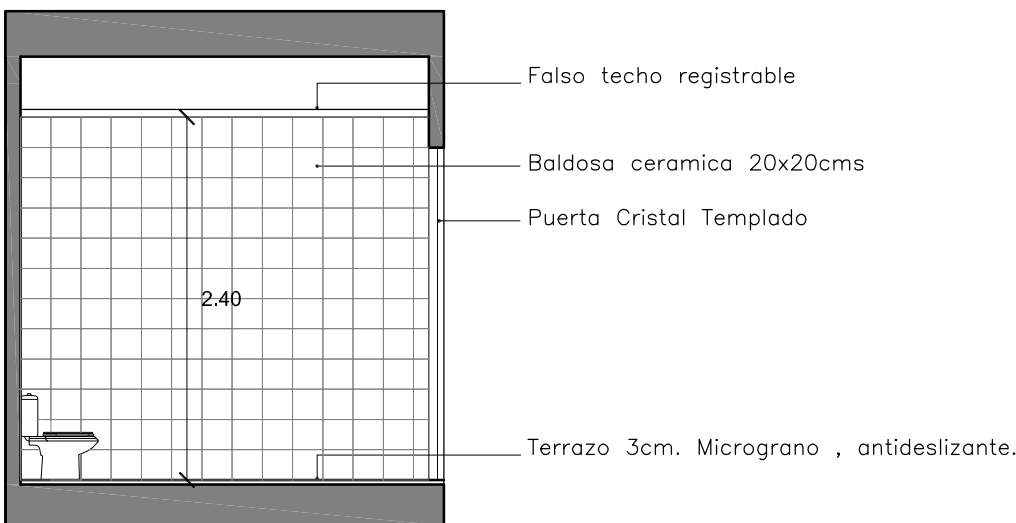 Falso techo registrable
Baldosa ceramica 20x20cms
Puerta Cristal Templado
2.40
Terrazo 3cm. Micrograno , antideslizante.